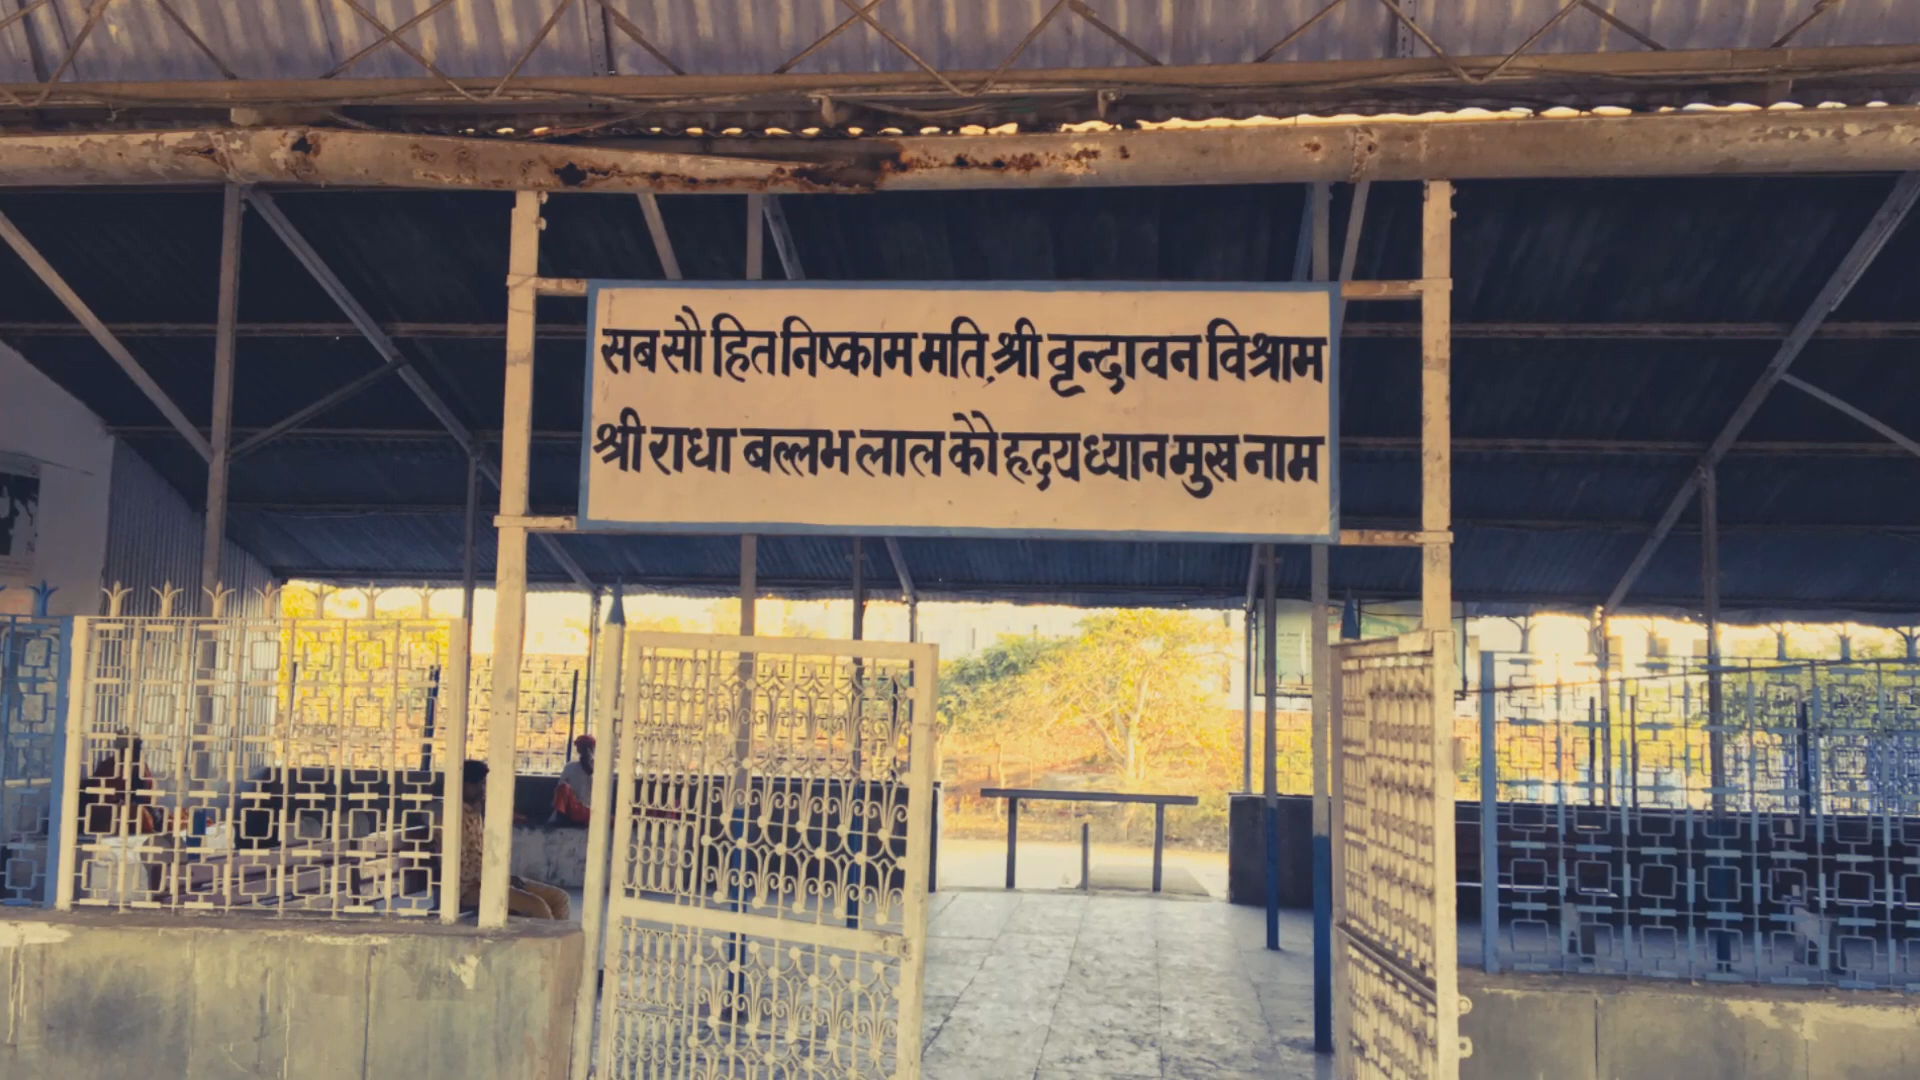 सब सौ हित निष्काम मति, श्री वृन्दावन विश्राम
श्री राधा बल्लभ लाल कौ हृदय ध्यान मुख नाम